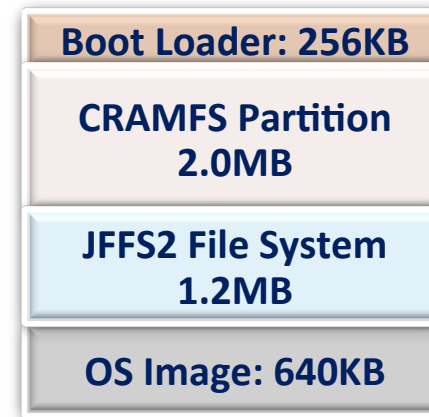 Boot Loader: 256KB
CRAMFS Partition
2.0MB
JFFS2 File System
1.2MB
OS Image: 640KB